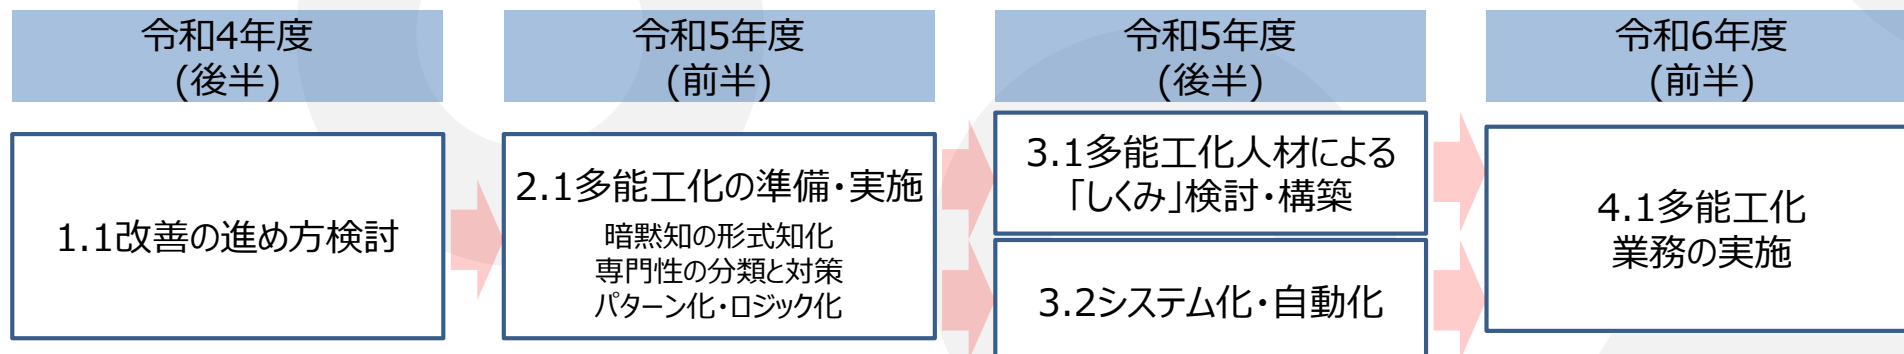 令和4年度
(後半)
令和5年度
(前半)
令和5年度
(後半)
令和6年度
(前半)
1.1改善の進め方検討
2.1多能工化の準備・実施
暗黙知の形式知化
専門性の分類と対策
パターン化・ロジック化
3.1多能工化人材による
「しくみ」検討・構築
3.2システム化・自動化
4.1多能工化
業務の実施